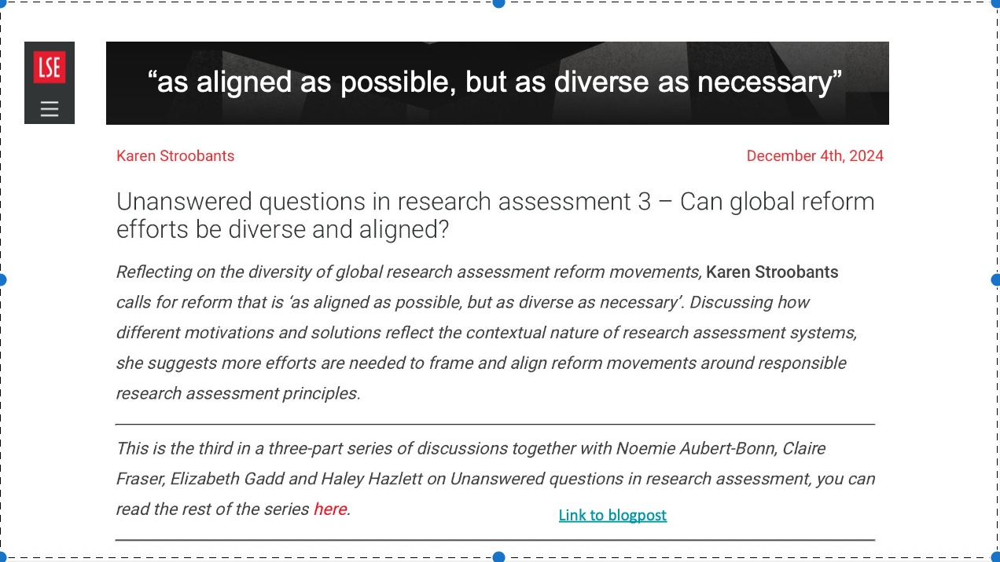 LSE
“as aligned as possible, but as diverse as necessary”
Karen Stroobants
December 4th, 2024
Unanswered questions in research assessment 3 – Can global reform
efforts be diverse and aligned?
Reflecting on the diversity of global research assessment reform movements, Karen Stroobants
calls for reform that is ‘as aligned as possible, but as diverse as necessary’. Discussing how
different motivations and solutions reflect the contextual nature of research assessment systems,
she suggests more efforts are needed to frame and align reform movements around responsible
research assessment principles.
This is the third in a three-part series of discussions together with Noemie Aubert-Bonn, Claire
Fraser, Elizabeth Gadd and Haley Hazlett on Unanswered questions in research assessment, you can
read the rest of the series here.
Link to blogpost